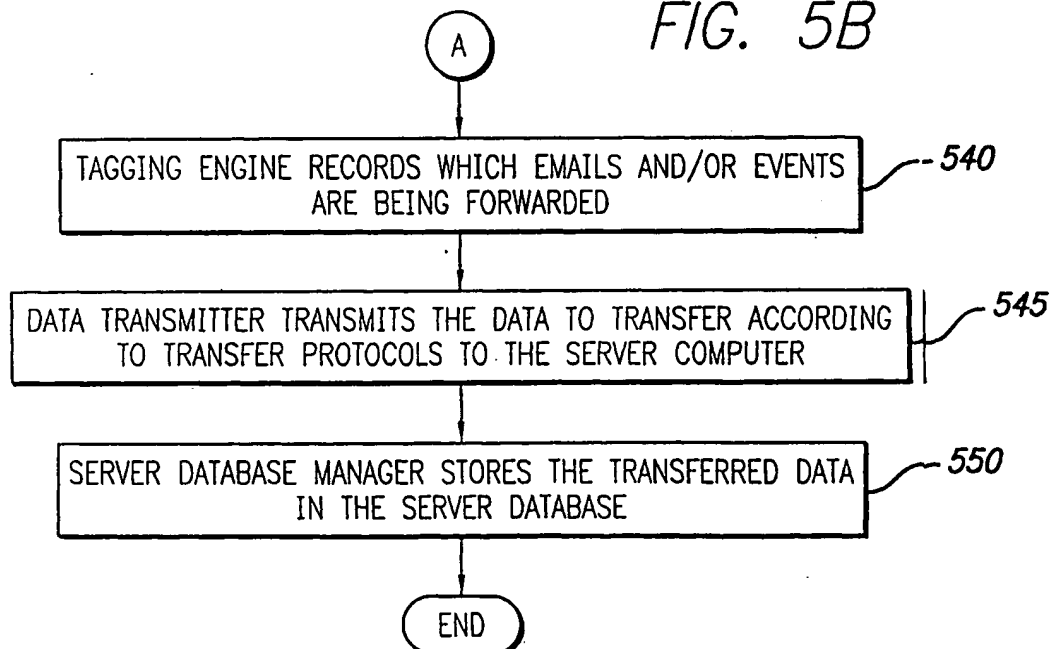 FIG. 5B
A
TAGGING ENGINE RECORDS WHICH EMAILS AND/OR EVENTS
ARE BEING FORWARDED
540
DATA TRANSMITTER TRANSMITS THE DATA TO TRANSFER ACCORDING
TO TRANSFER PROTOCOLS TO THE SERVER COMPUTER
545
SERVER DATABASE MANAGER STORES THE TRANSFERRED DATA
IN THE SERVER DATABASE
550
END